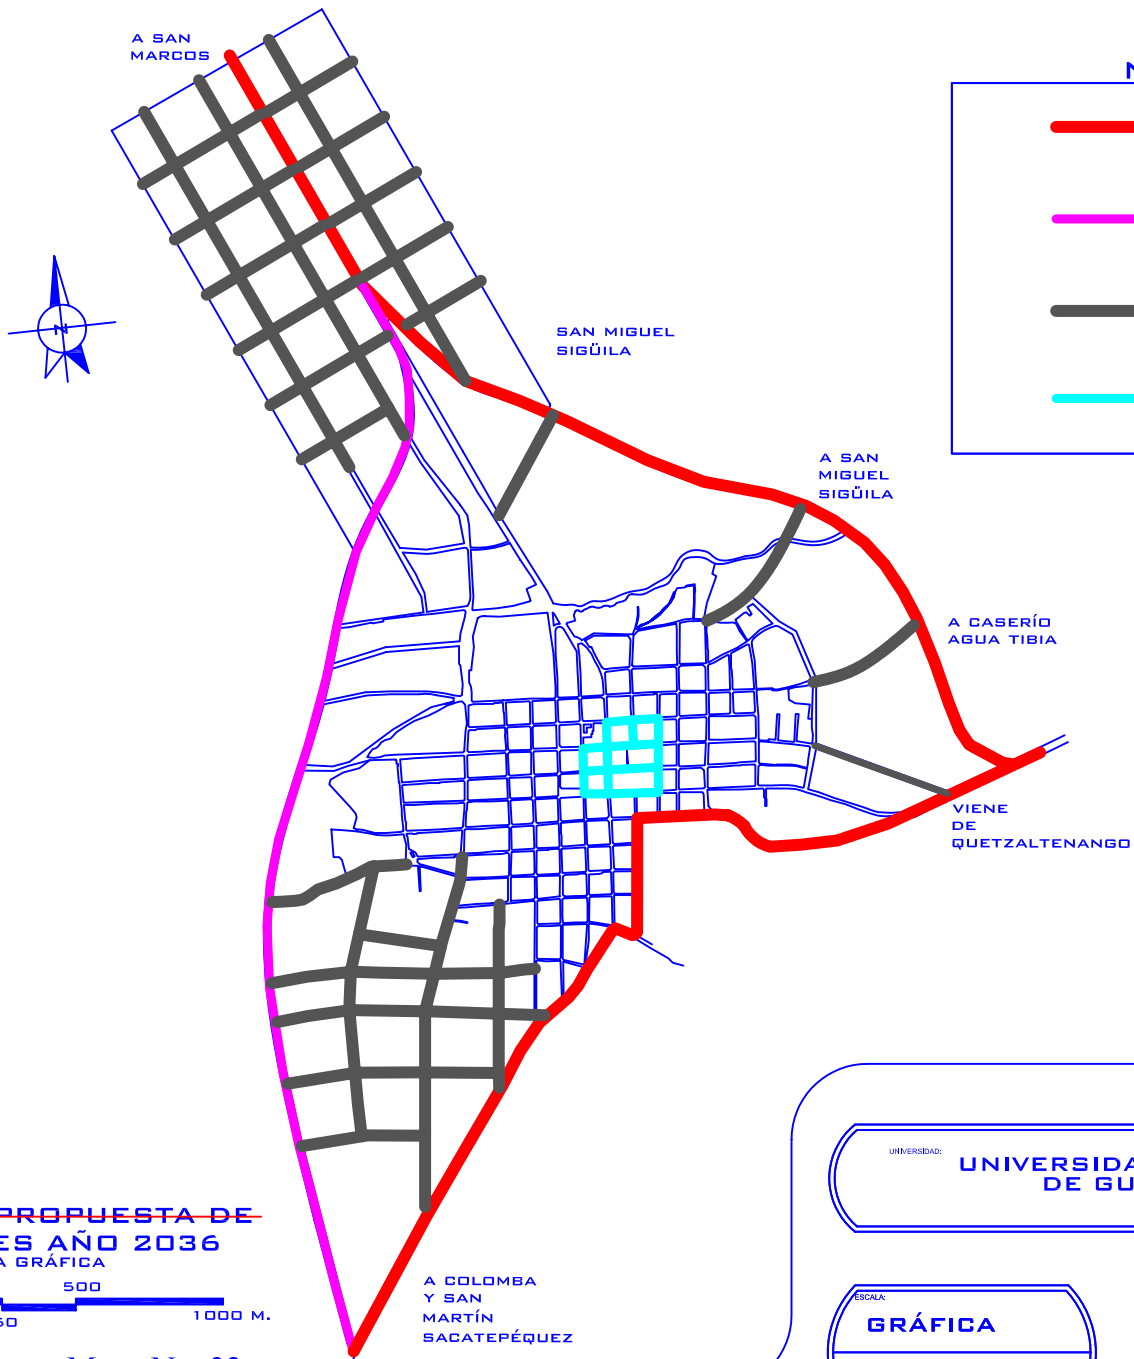 A SAN
MARCOS
N
SAN MIGUEL
SIGÜILA
A SAN
MIGUEL
SIGÜILA
A CASERÍO
AGUA TIBIA
VIENE
DE
QUETZALTENANGO
UNIVERSIDAD:
UNIVERSIDA
DE GU
PROPUESTA DE
ES AÑO 2036
A GRÁFICA
500
1000 M.
ESCALA:
GRÁFICA
A COLOMBA
Y SAN
MARTÍN
SACATEPÉQUEZ